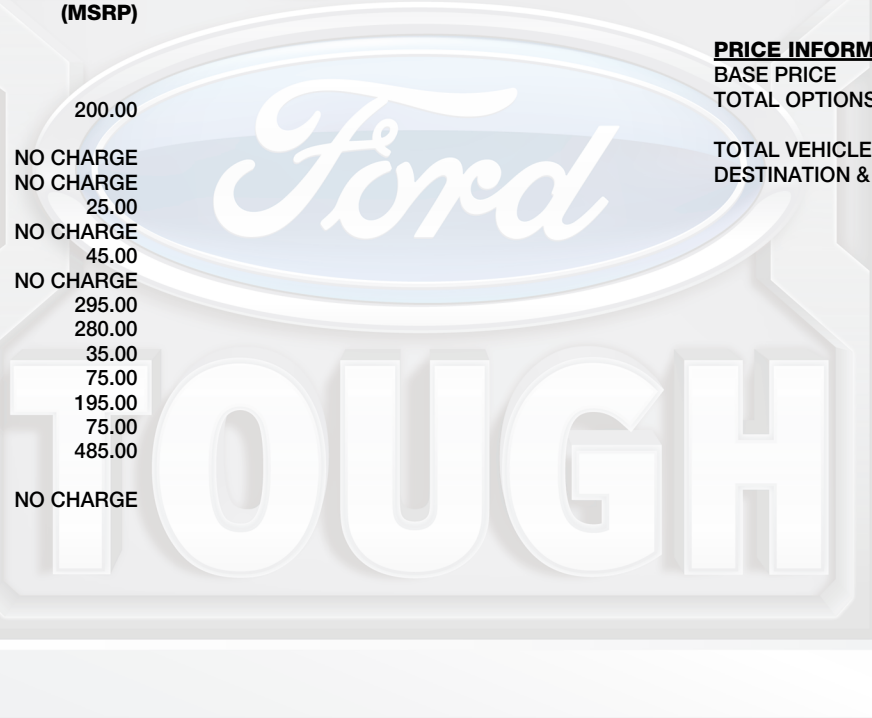 (MSRP)
200.00
NO CHARGE
NO CHARGE
25.00
NO CHARGE
45.00
NO CHARGE
295.00
280.00
35.00
75.00
195.00
75.00
485.00
NO CHARGE
PRICE INFORM
BASE PRICE
TOTAL OPTIONS
TOTAL VEHICLE
DESTINATION &
Ford
TOUGH